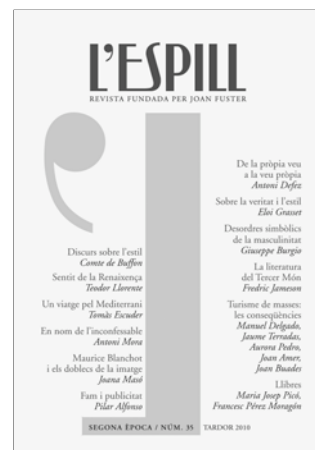 L'ESPILL
REVISTA FUNDADA PER JOAN FUSTER
Discurs sobre l'estil
Comte de Buffon
Sentit de la Renaixença
Teodor Llorente
Un viatge pel Mediterrani
Tomàs Escuder
En nom de l'inconfessable
Antoni Mora
Maurice Blanchot
i els doblecs de la imatge
Joana Masó
Fam i publicitat
Pilar Alfonso
De la pròpia veu
a la veu pròpia
Antoni Defez
Sobre la veritat i l'estil
Eloi Grasset
Desordres simbòlics
de la masculinitat
Giuseppe Burgio
La literatura
del Tercer Món
Fredric Jameson
Turisme de masses:
les conseqüències
Manuel Delgado,
Jaume Terradas,
Aurora Pedro,
Joan Amer,
Joan Buades
Llibres
Maria Josep Picó,
Francesc Pérez Moragón
SEGONA ÈPOCA / NÚM. 35 TARDOR 2010